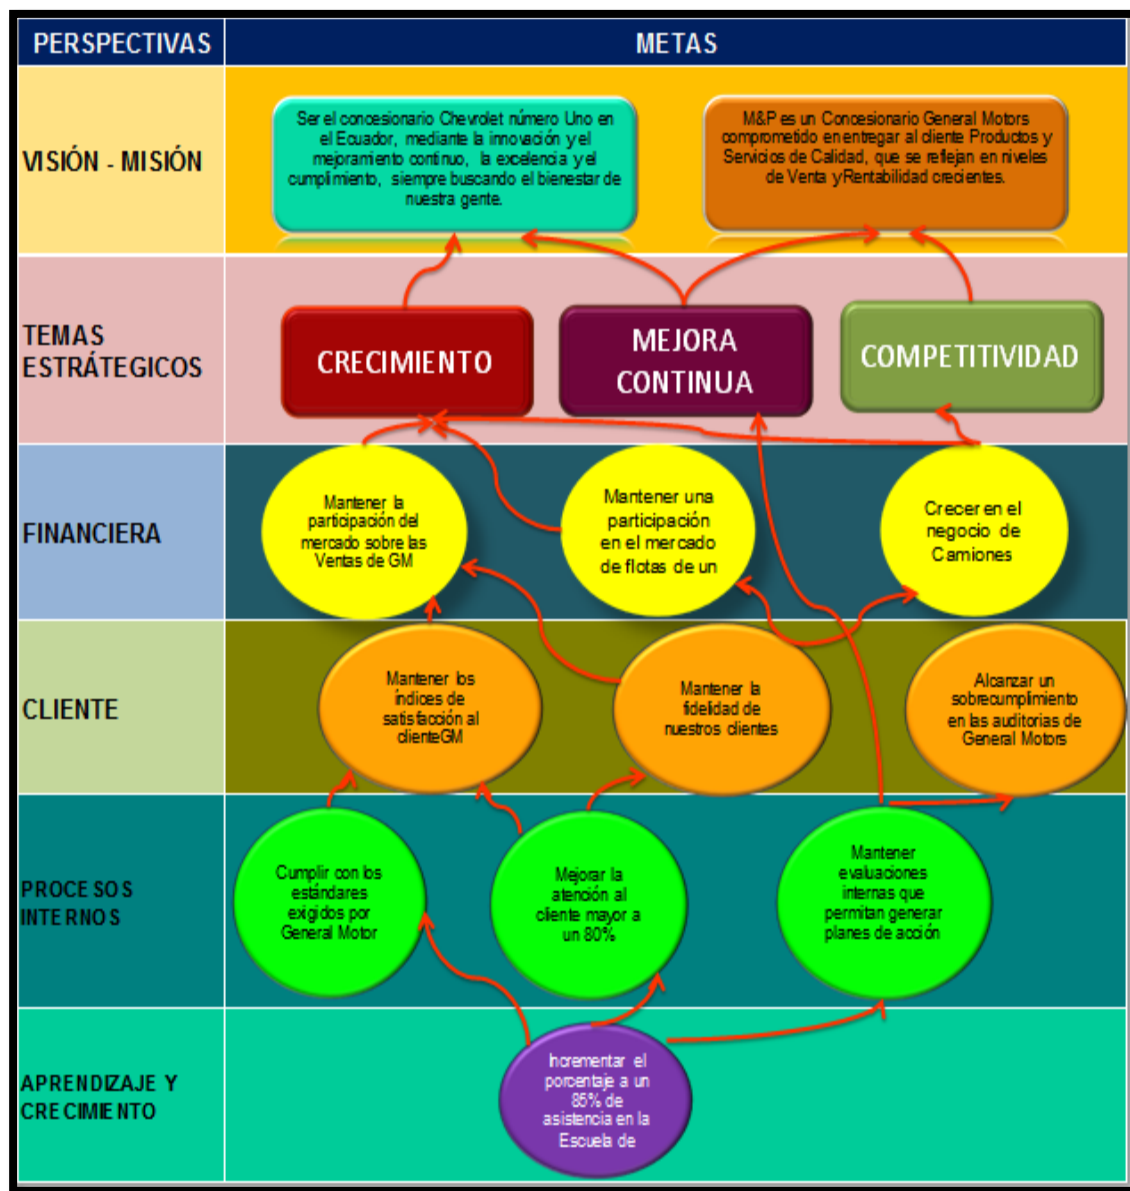 PERSPECTIVAS
METAS
VISIÓN - MISIÓN
Ser el concesionario Chevrolet número Uno en
el Ecuador, mediante la innovación y el
mejoramiento continuo, la excelencia y el
cumplimiento, siempre buscando el bienestar de
nuestra gente.
M&P es un Concesionario General Motors
comprometido en entregar al cliente Productos y
Servicios de Calidad, que se reflejan en niveles
de Venta y Rentabilidad crecientes.
TEMAS
ESTRÁTEGICOS
CRECIMIENTO
MEJORA
CONTINUA
COMPETITIVIDAD
FINANCIERA
Mantener la
participación del
mercado sobre las
Ventas de GM
Mantener una
participación
en el mercado
de flotas de un
Crecer en el
negocio de
Camiones
CLIENTE
Mantener los
índices de
satisfacción al
cliente GM
Mantener la
fidelidad de
nuestros clientes
Alcanzar un
sobrecumplimiento
en las auditorias de
General Motors
PROCESOS
INTERNOS
Cumplir con los
estándares
exigidos por
General Motor
Mejorar la
atención al
cliente mayor a
un 80%
Mantener
evaluaciones
internas que
permitan generar
planes de acción
APRENDIZAJE Y
CRECIMIENTO
Incrementar el
porcentaje a un
85% de
asistencia en la
Escuela de